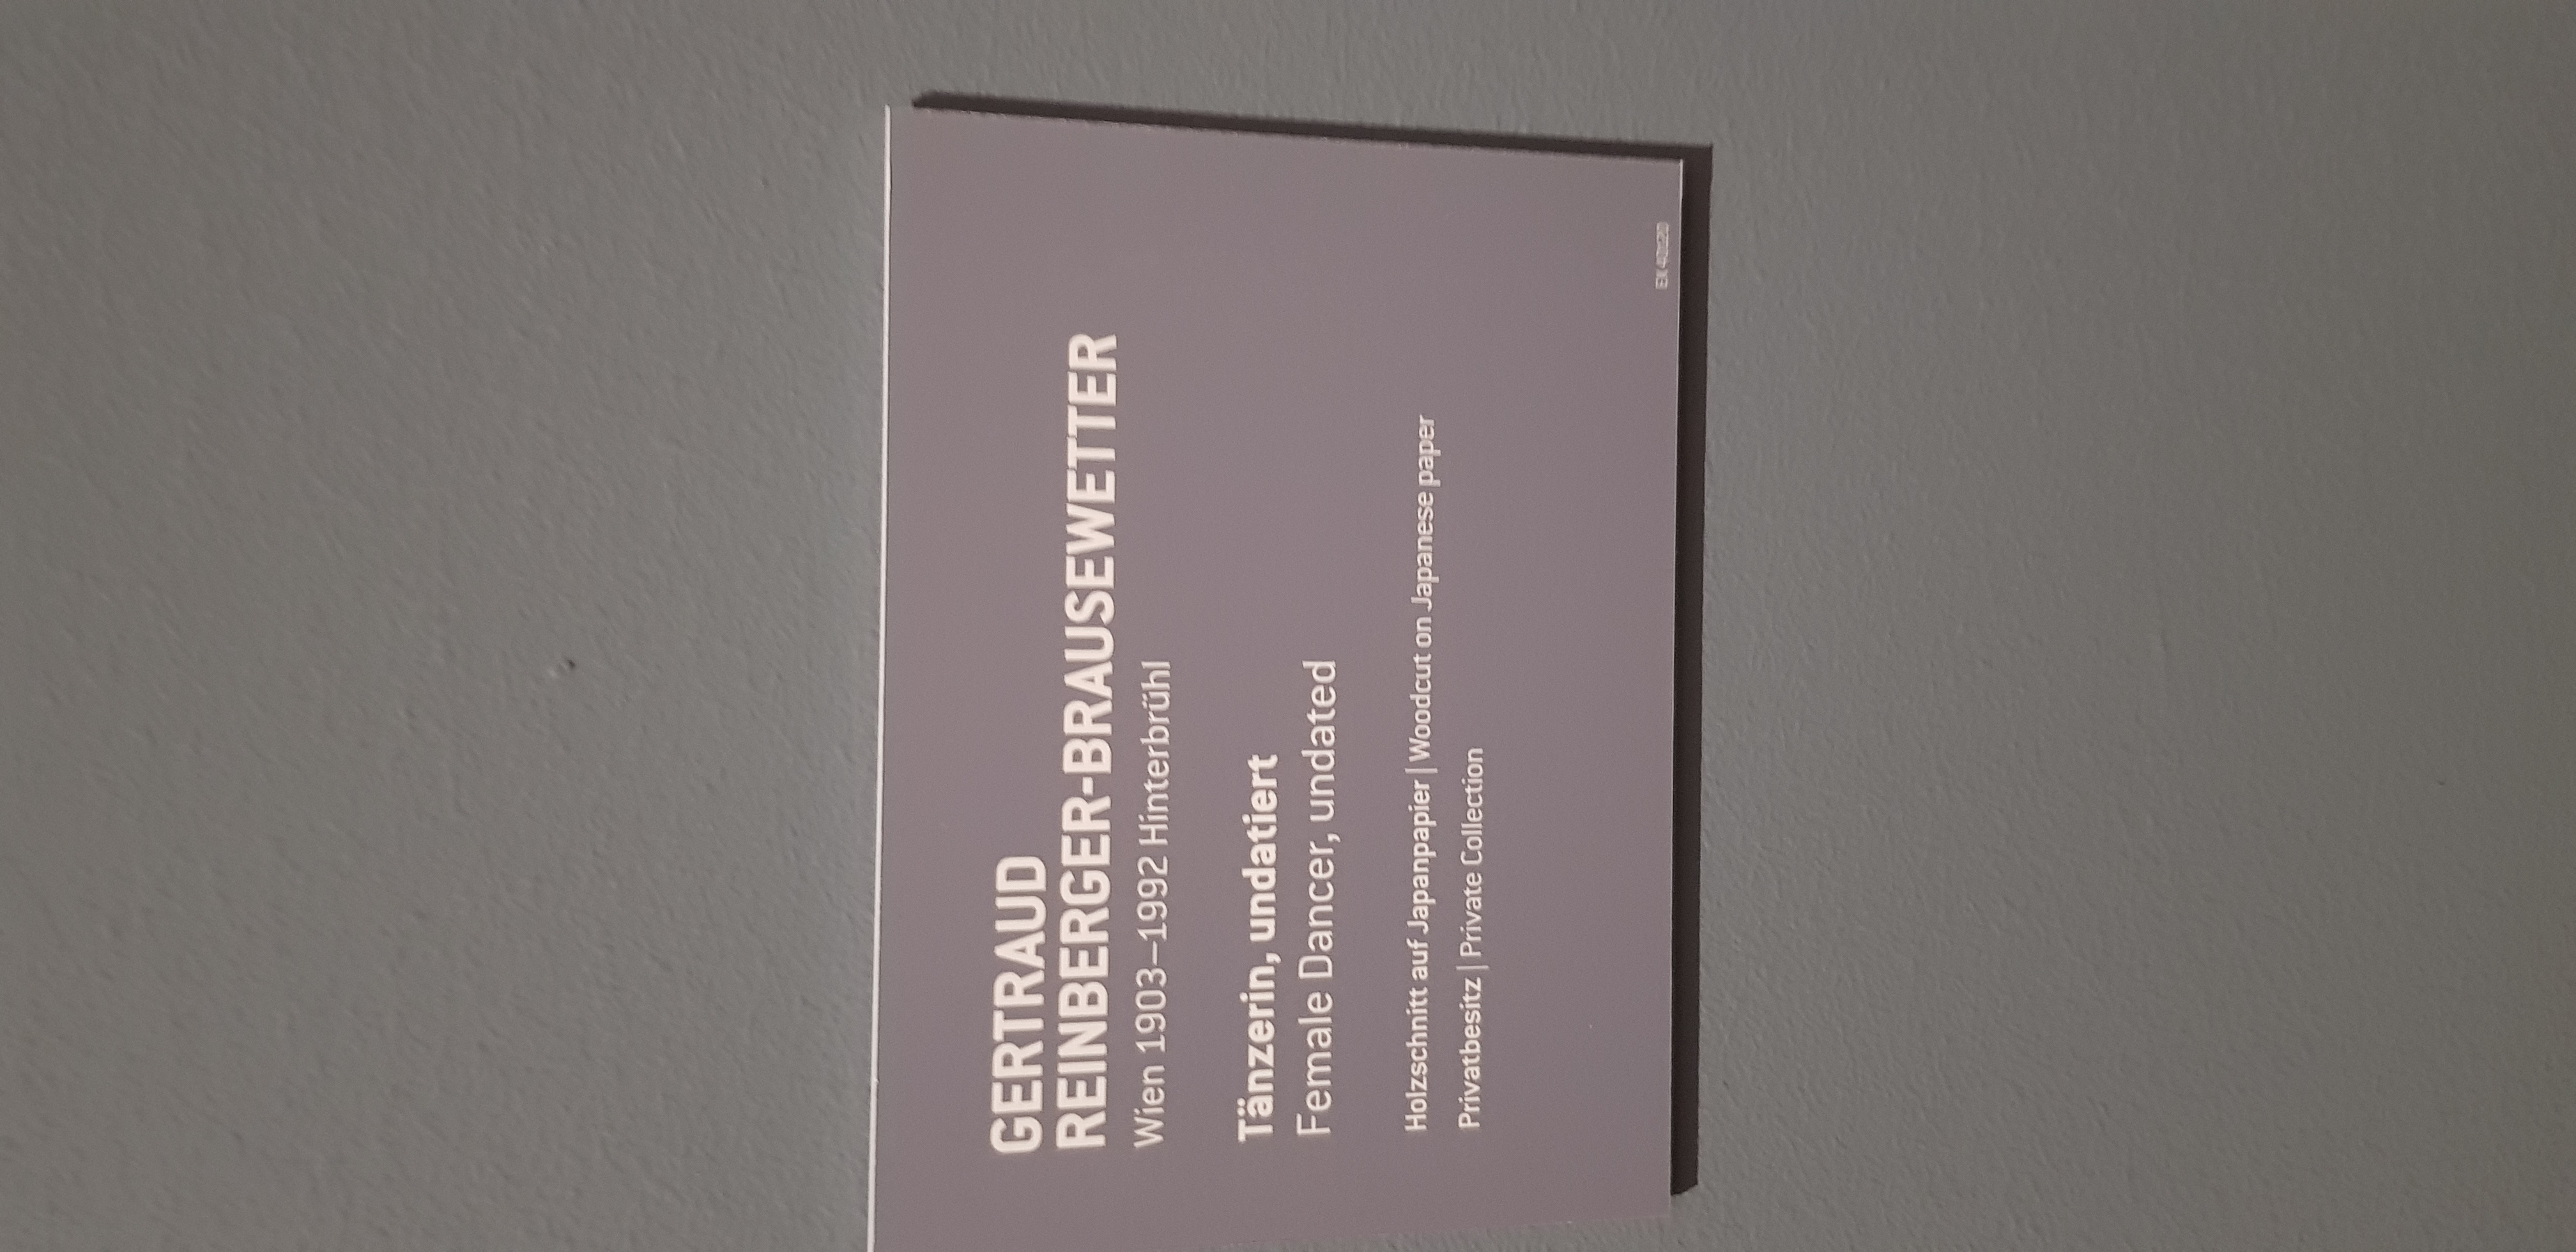 GERTRAUD
REINBERGER-BRAUSEWETTER
Wien 1903–1992 Hinterbrühl
Tänzerin, undatiert
Female Dancer, undated
Holzschnitt auf Japanpapier | Woodcut on Japanese paper
Privatbesitz | Private Collection